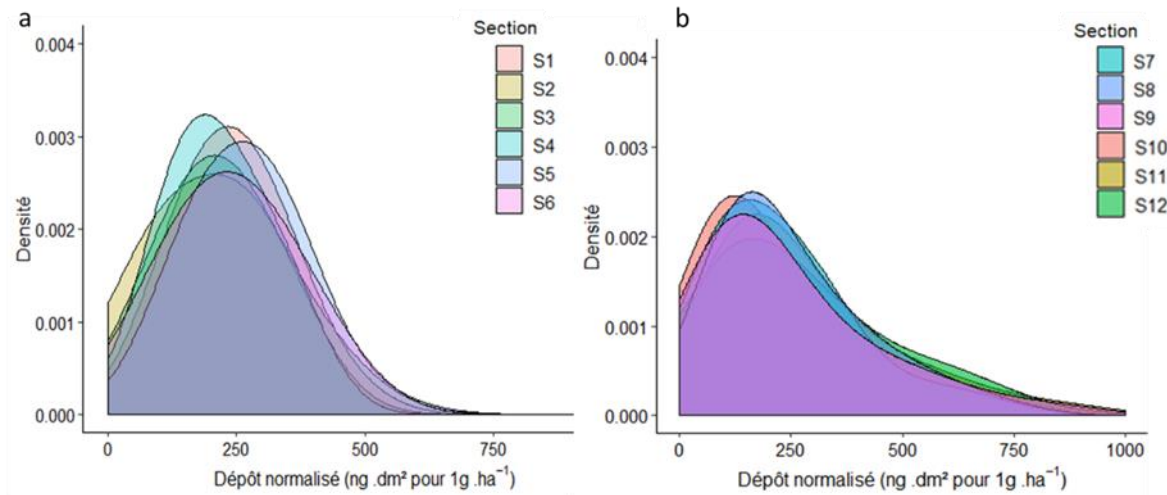 a
Section
S1
S2
S3
S4
S5
S6
0.004
0.003
0.002
0.001
0.000
Densité
0 250 500 750
Dépôt normalisé (ng .dm² pour 1g .ha⁻¹)
b
Section
S7
S8
S9
S10
S11
S12
0.004
0.003
0.002
0.001
0.000
Densité
0 250 500 750 1000
Dépôt normalisé (ng .dm² pour 1g .ha⁻¹)